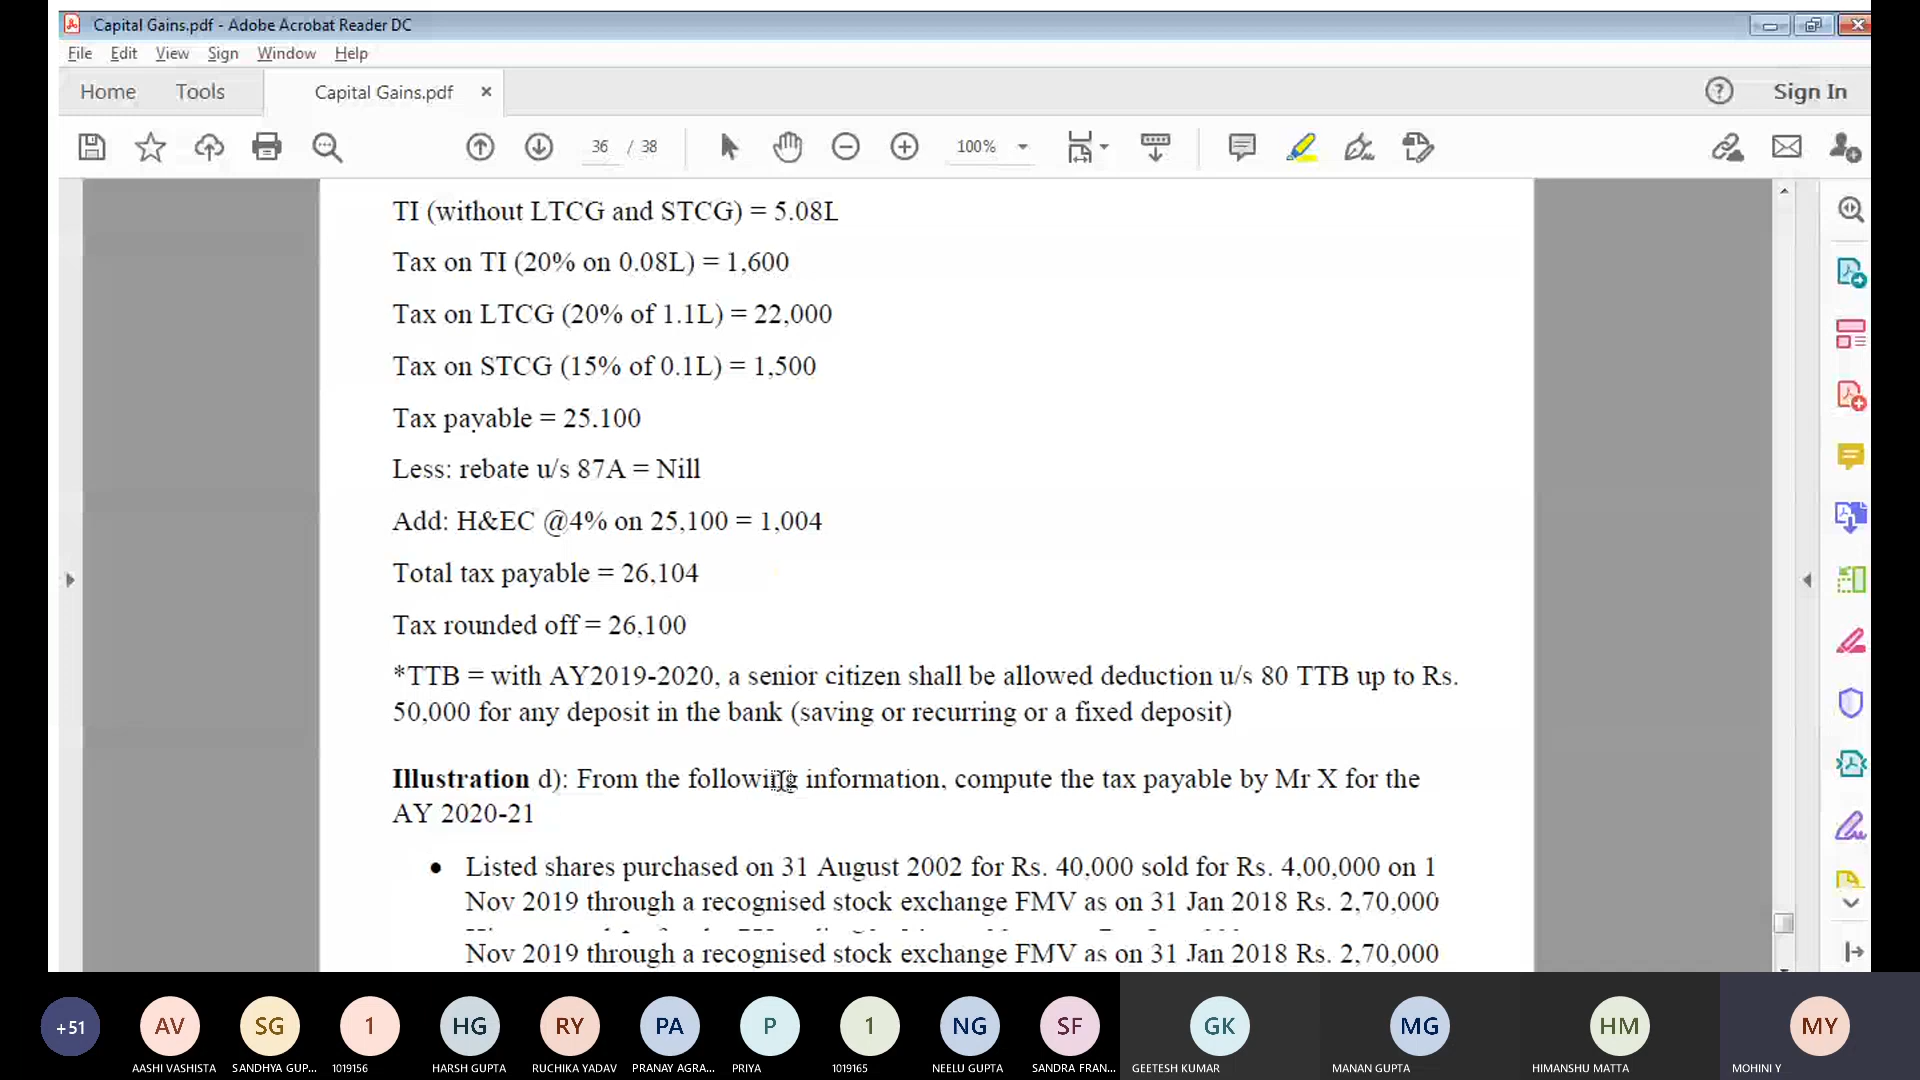 Capital Gains.pdf - Adobe Acrobat Reader DC
File Edit View Sign Window Help
Home Tools Capital Gains.pdf × Sign In
36 / 38 100%
TI (without LTCG and STCG) = 5.08L
Tax on TI (20% on 0.08L) = 1,600
Tax on LTCG (20% of 1.1L) = 22,000
Tax on STCG (15% of 0.1L) = 1,500
Tax payable = 25.100
Less: rebate u/s 87A = Nill
Add: H&EC @4% on 25,100 = 1,004
Total tax payable = 26,104
Tax rounded off = 26,100
*TTB = with AY2019-2020, a senior citizen shall be allowed deduction u/s 80 TTB up to Rs.
50,000 for any deposit in the bank (saving or recurring or a fixed deposit)
Illustration d): From the following information, compute the tax payable by Mr X for the
AY 2020-21
• Listed shares purchased on 31 August 2002 for Rs. 40,000 sold for Rs. 4,00,000 on 1
Nov 2019 through a recognised stock exchange FMV as on 31 Jan 2018 Rs. 2,70,000
Nov 2019 through a recognised stock exchange FMV as on 31 Jan 2018 Rs. 2,70,000
+51 AV SG 1 HG RY PA P 1 NG SF GK MG HM MY
AASHI VASHISTA SANDHYA GUP... 1019156 HARSH GUPTA RUCHIKA YADAV PRANAY AGRA... PRIYA 1019165 NEELU GUPTA SANDRA FRAN... GEETESH KUMAR MANAN GUPTA HIMANSHU MATTA MOHINI Y